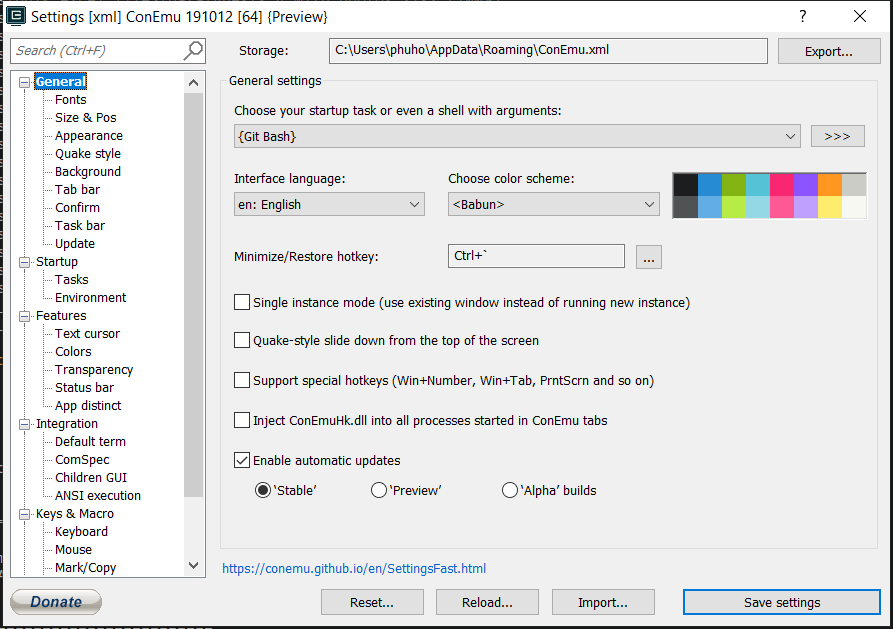 Settings [xml] ConEmu 191012 [64] {Preview}
?
Search (Ctrl+F)
Storage:
C:\Users\phuho\AppData\Roaming\ConEmu.xml
Export...
General
Fonts
Size & Pos
Appearance
Quake style
Background
Tab bar
Confirm
Task bar
Update
Startup
Tasks
Environment
Features
Text cursor
Colors
Transparency
Status bar
App distinct
Integration
Default term
ComSpec
Children GUI
ANSI execution
Keys & Macro
Keyboard
Mouse
Mark/Copy
General settings
Choose your startup task or even a shell with arguments:
{Git Bash}
>>>
Interface language:
Choose color scheme:
en: English
<Babun>
Minimize/Restore hotkey:
Ctrl+`
...
Single instance mode (use existing window instead of running new instance)
Quake-style slide down from the top of the screen
Support special hotkeys (Win+Number, Win+Tab, PrntScrn and so on)
Inject ConEmuHk.dll into all processes started in ConEmu tabs
Enable automatic updates
‘Stable’
‘Preview’
‘Alpha’ builds
https://conemu.github.io/en/SettingsFast.html
Donate
Reset...
Reload...
Import...
Save settings